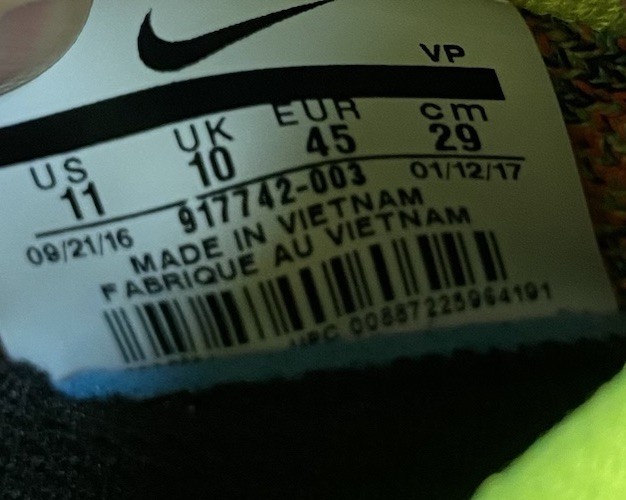 VP
US UK EUR cm
11 10 45 29
09/21/16 917742-003 01/12/17
MADE IN VIETNAM
FABRIQUE AU VIETNAM
UPC 00887225964191